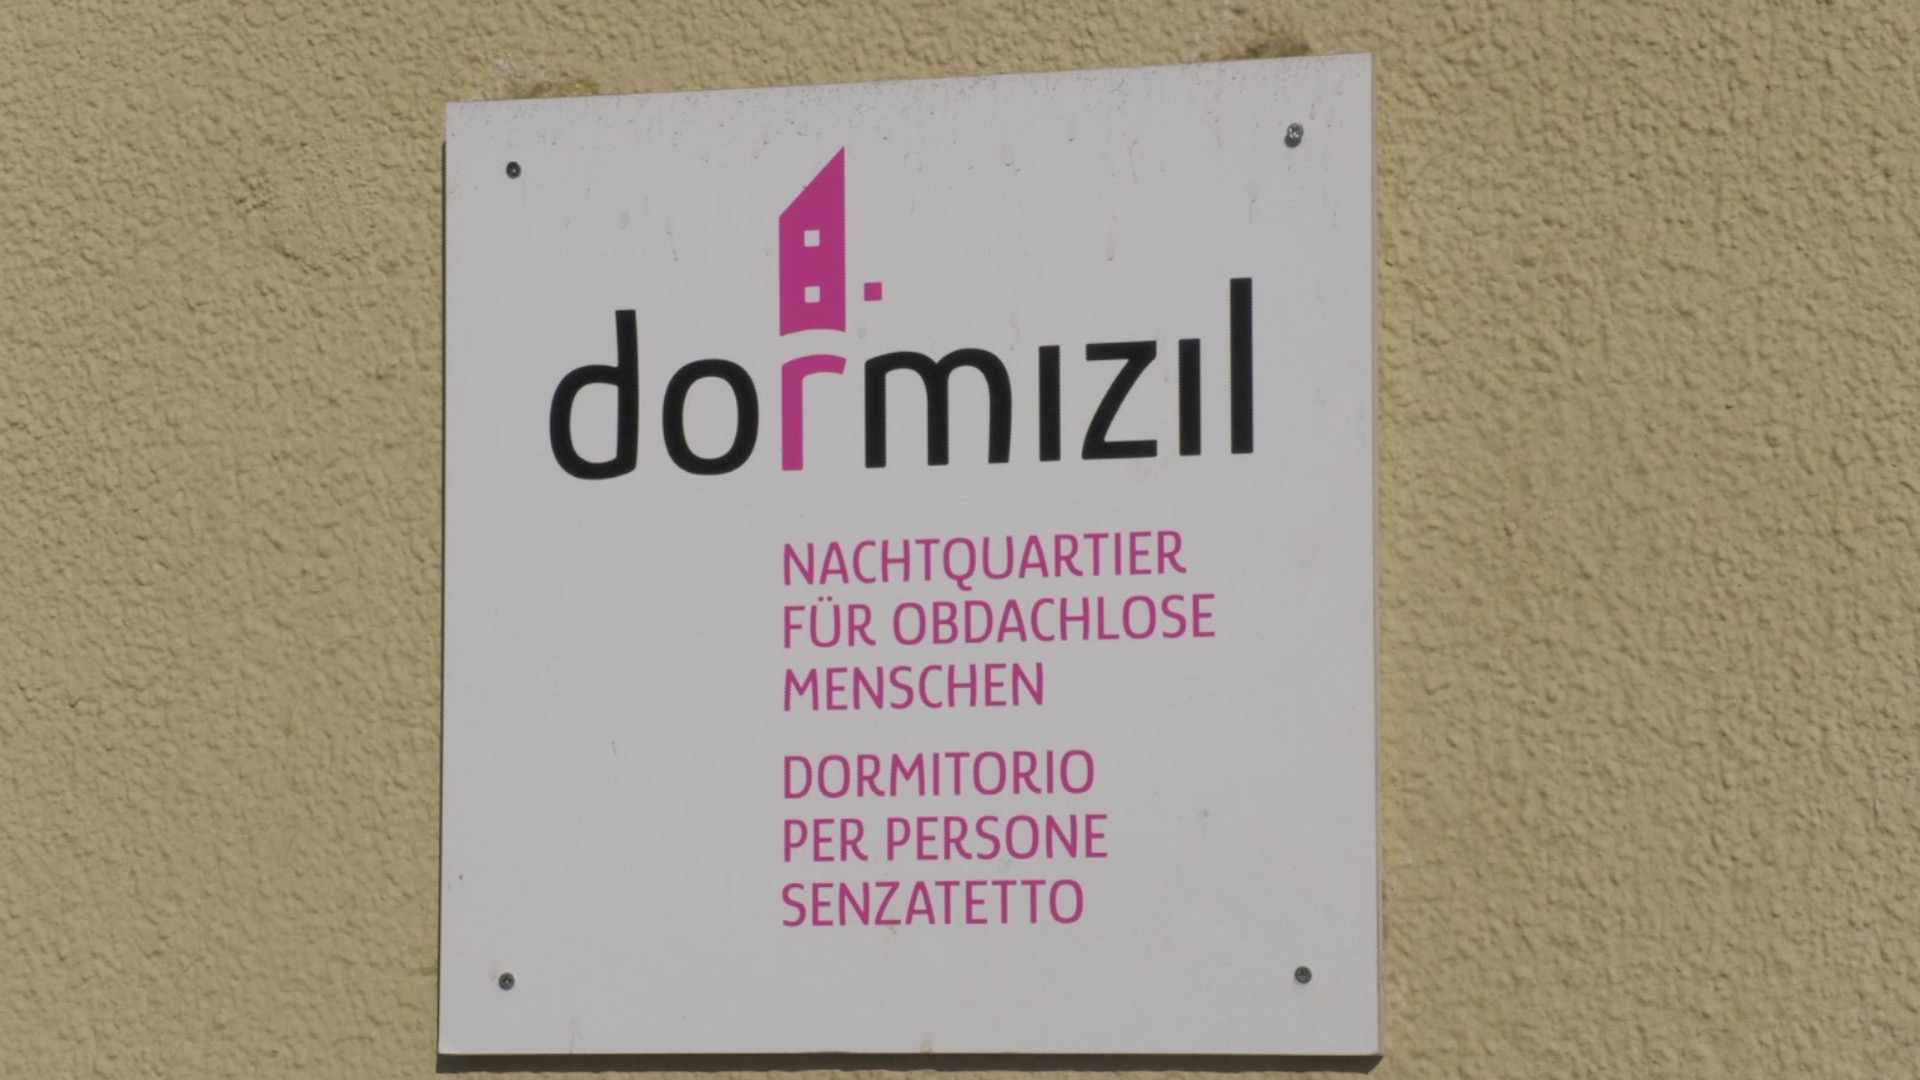 dormizil
NACHTQUARTIER
FÜR OBDACHLOSE
MENSCHEN
DORMITORIO
PER PERSONE
SENZATETTO